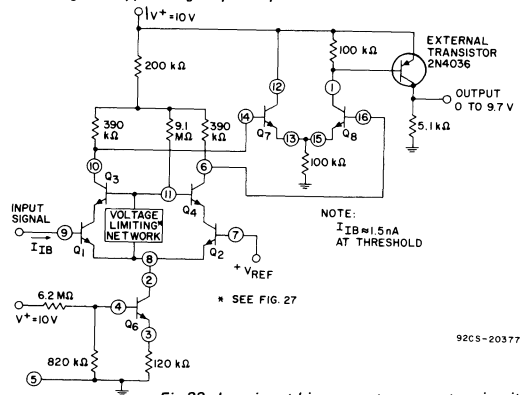 V⁺=10V
200 kΩ
100 kΩ
EXTERNAL
TRANSISTOR
2N4036
12
1
OUTPUT
0 TO 9.7 V
390
kΩ
9.1
MΩ
390
kΩ
14
Q7
13
15
Q8
16
5.1 kΩ
10
Q3
6
100 kΩ
11
Q4
INPUT
SIGNAL
IIB
9
Q1
VOLTAGE
LIMITING*
NETWORK
8
7
Q2
+ VREF
NOTE:
IIB≈1.5nA
AT THRESHOLD
2
* SEE FIG. 27
6.2 MΩ
V⁺=10V
4
Q6
3
820 kΩ
120 kΩ
5
92CS-20377